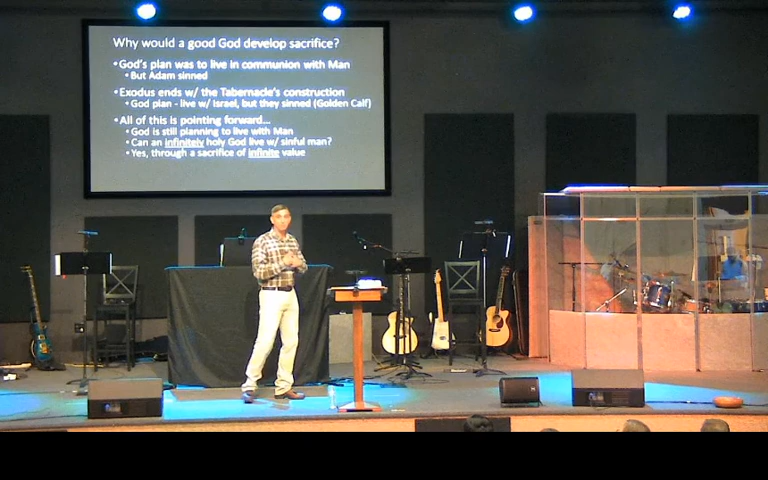 Why would a good God develop sacrifice?
•God's plan was to live in communion with Man
•But Adam sinned
•Exodus ends w/ the Tabernacle's construction
•God plan - live w/ Israel, but they sinned (Golden Calf)
•All of this is pointing forward...
•God is still planning to live with Man
•Can an infinitely holy God live w/ sinful man?
•Yes, through a sacrifice of infinite value